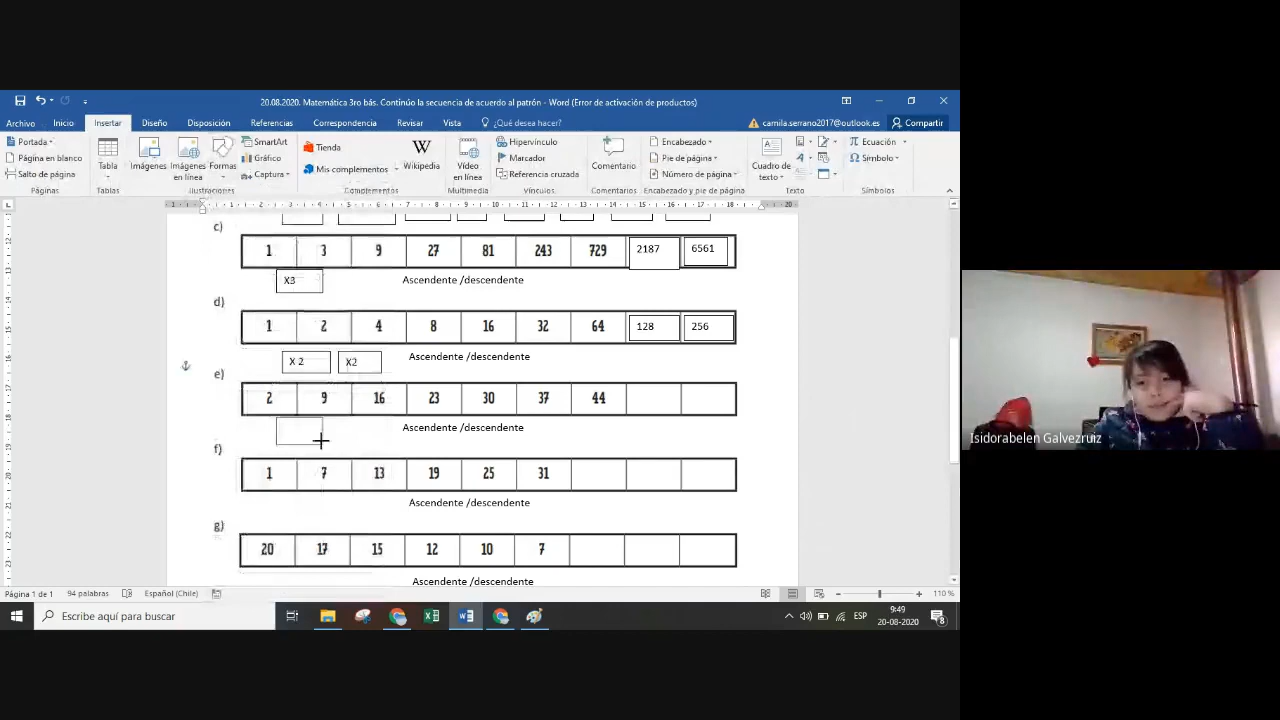 20.08.2020. Matemática 3ro bás. Continúo la secuencia de acuerdo al patrón - Word (Error de activación de productos)
Archivo Inicio Insertar Diseño Disposición Referencias Correspondencia Revisar Vista ¿Qué desea hacer? camila.serrano2017@outlook.es Compartir
Portada
Página en blanco
Salto de página
Páginas
Tabla
Tablas
Imágenes
Imágenes en línea
Formas
SmartArt
Gráfico
Captura
Ilustraciones
Tienda
Mis complementos
Wikipedia
Complementos
Vídeo en línea
Multimedia
Hipervínculo
Marcador
Referencia cruzada
Vínculos
Comentario
Comentarios
Encabezado
Pie de página
Número de página
Encabezado y pie de página
Cuadro de texto
Texto
Ecuación
Símbolo
Símbolos
c)
1 3 9 27 81 243 729 2187 6561
X3 Ascendente /descendente
d)
1 2 4 8 16 32 64 128 256
Ascendente /descendente
X 2 X2
e)
2 9 16 23 30 37 44
Ascendente /descendente
f)
1 7 13 19 25 31
Ascendente /descendente
g)
20 17 15 12 10 7
Ascendente /descendente
Página 1 de 1 94 palabras Español (Chile) 110 %
Escribe aquí para buscar
ESP
9:49
20-08-2020
8
Isidorabelen Galvezruiz